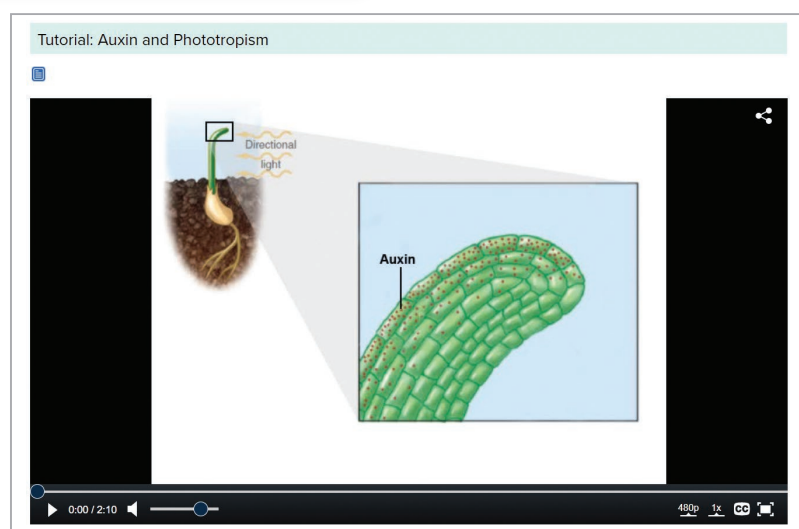 Tutorial: Auxin and Phototropism
Directional
light
Auxin
0:00 / 2:10
480p 1x CC